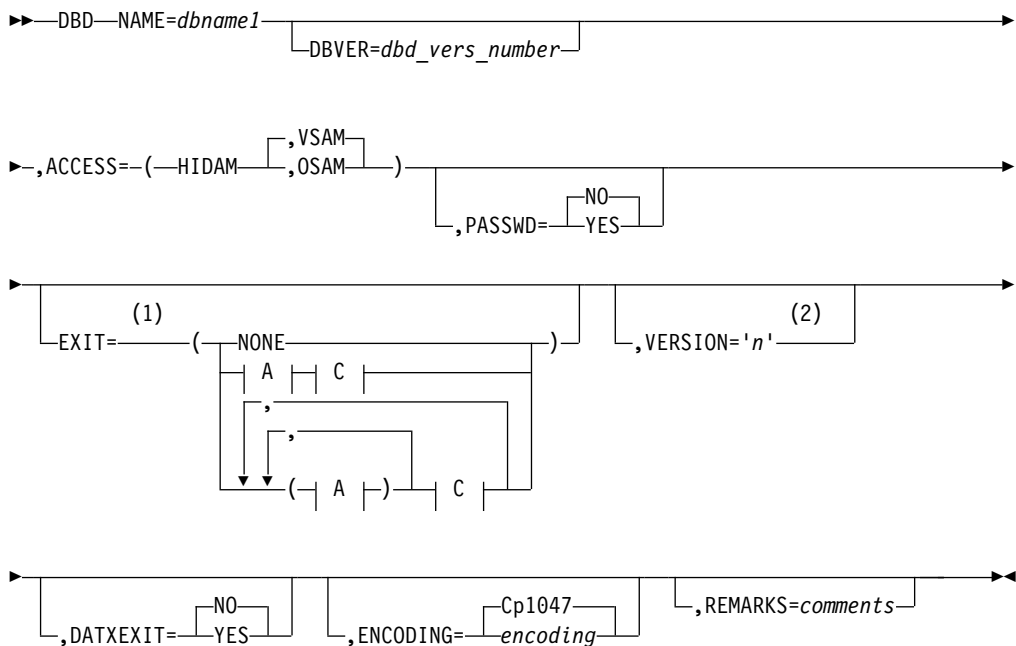 DBD NAME=dbname1
DBVER=dbd_vers_number
,VSAM
,ACCESS= ( HIDAM ,OSAM )
NO
,PASSWD= YES
(1) (2)
EXIT= ( NONE ) ,VERSION='n'
A C
,
,
( A ) C
NO Cp1047 ,REMARKS=comments
,DATXEXIT= YES ,ENCODING= encoding